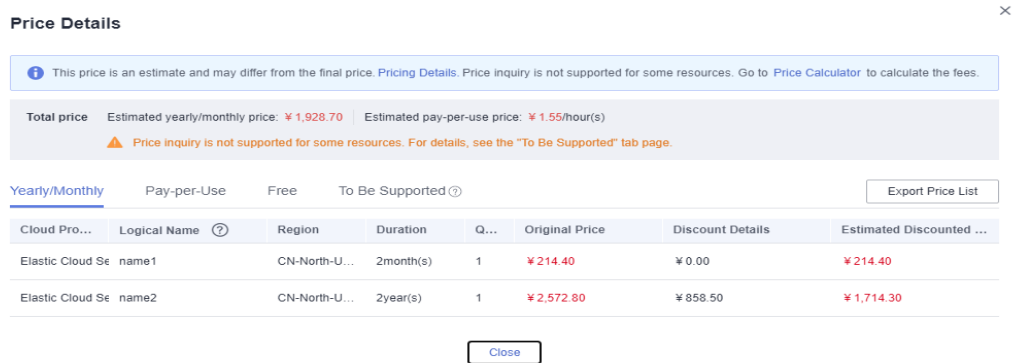 Price Details
This price is an estimate and may differ from the final price. Pricing Details. Price inquiry is not supported for some resources. Go to Price Calculator to calculate the fees.
Total price Estimated yearly/monthly price: ¥ 1,928.70 Estimated pay-per-use price: ¥ 1.55/hour(s)
Price inquiry is not supported for some resources. For details, see the "To Be Supported" tab page.
Yearly/Monthly Pay-per-Use Free To Be Supported Export Price List
Cloud Pro... Logical Name Region Duration Q... Original Price Discount Details Estimated Discounted ...
Elastic Cloud Se name1 CN-North-U... 2month(s) 1 ¥ 214.40 ¥ 0.00 ¥ 214.40
Elastic Cloud Se name2 CN-North-U... 2year(s) 1 ¥ 2,572.80 ¥ 858.50 ¥ 1,714.30
Close